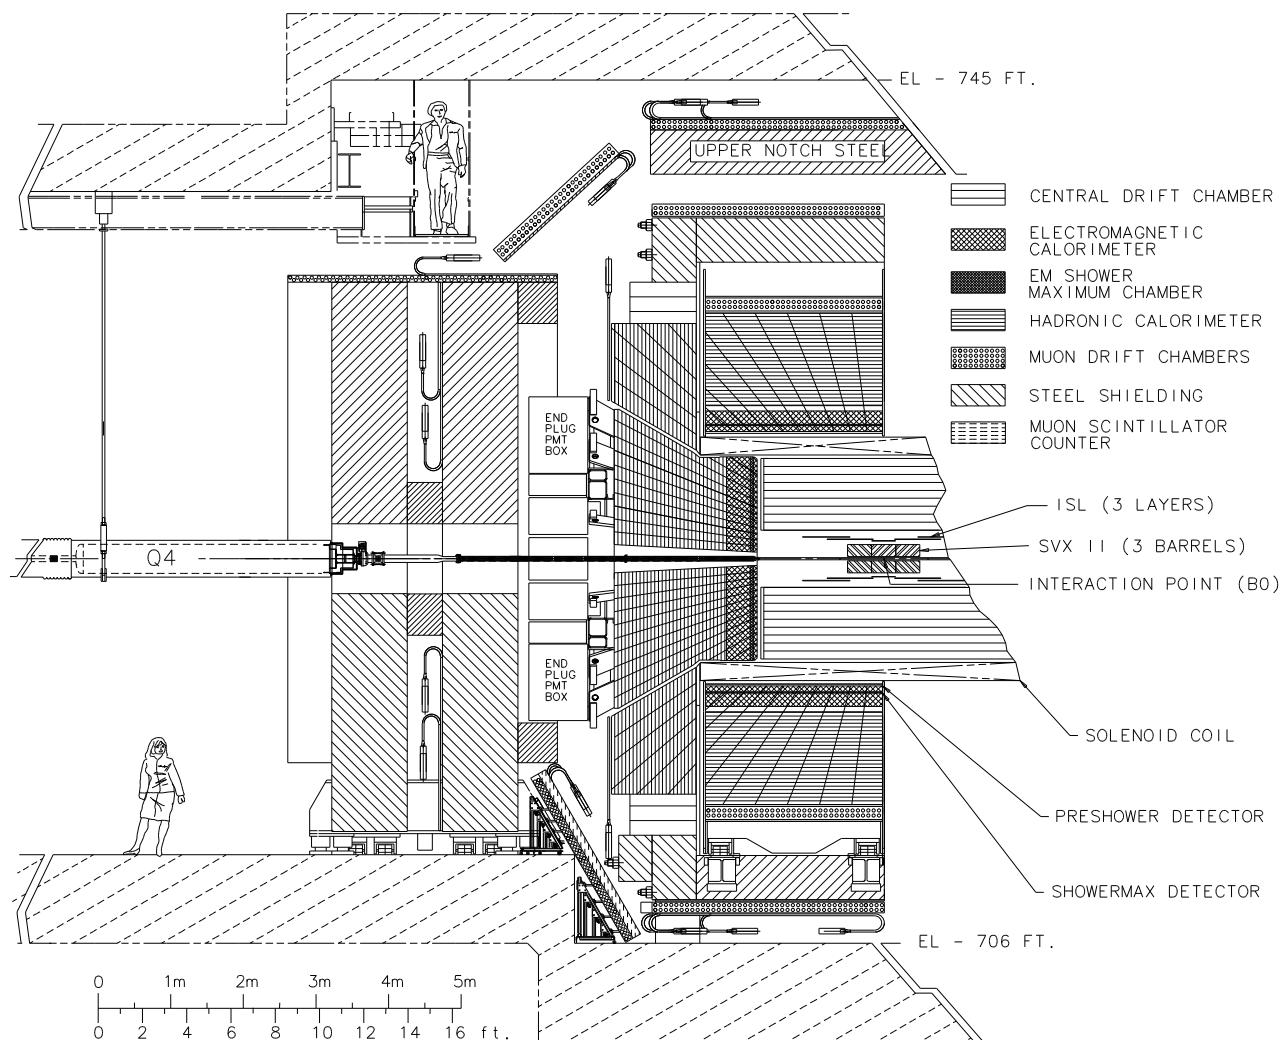 EL - 745 FT.
UPPER NOTCH STEEL
CENTRAL DRIFT CHAMBER
ELECTROMAGNETIC
CALORIMETER
EM SHOWER
MAXIMUM CHAMBER
HADRONIC CALORIMETER
MUON DRIFT CHAMBERS
STEEL SHIELDING
MUON SCINTILLATOR
COUNTER
END
PLUG
PMT
BOX
ISL (3 LAYERS)
SVX II (3 BARRELS)
Q4
INTERACTION POINT (B0)
END
PLUG
PMT
BOX
SOLENOID COIL
PRESHOWER DETECTOR
SHOWERMAX DETECTOR
EL - 706 FT.
0 1m 2m 3m 4m 5m
0 2 4 6 8 10 12 14 16 ft.